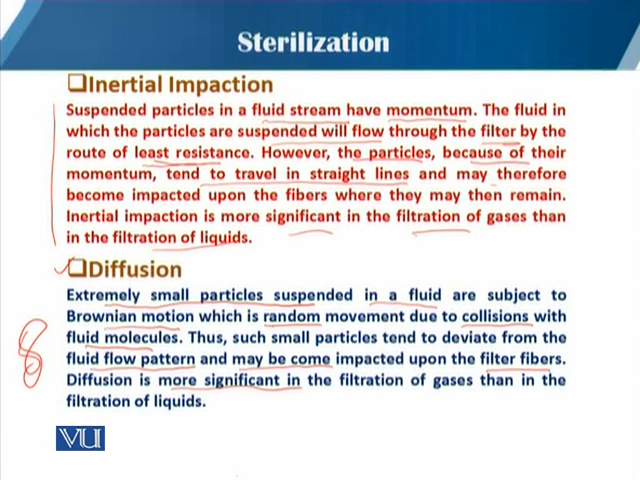 Sterilization
Inertial Impaction
Suspended particles in a fluid stream have momentum. The fluid in
which the particles are suspended will flow through the filter by the
route of least resistance. However, the particles, because of their
momentum, tend to travel in straight lines and may therefore
become impacted upon the fibers where they may then remain.
Inertial impaction is more significant in the filtration of gases than
in the filtration of liquids.
Diffusion
Extremely small particles suspended in a fluid are subject to
Brownian motion which is random movement due to collisions with
fluid molecules. Thus, such small particles tend to deviate from the
fluid flow pattern and may be come impacted upon the filter fibers.
Diffusion is more significant in the filtration of gases than in the
filtration of liquids.
VU